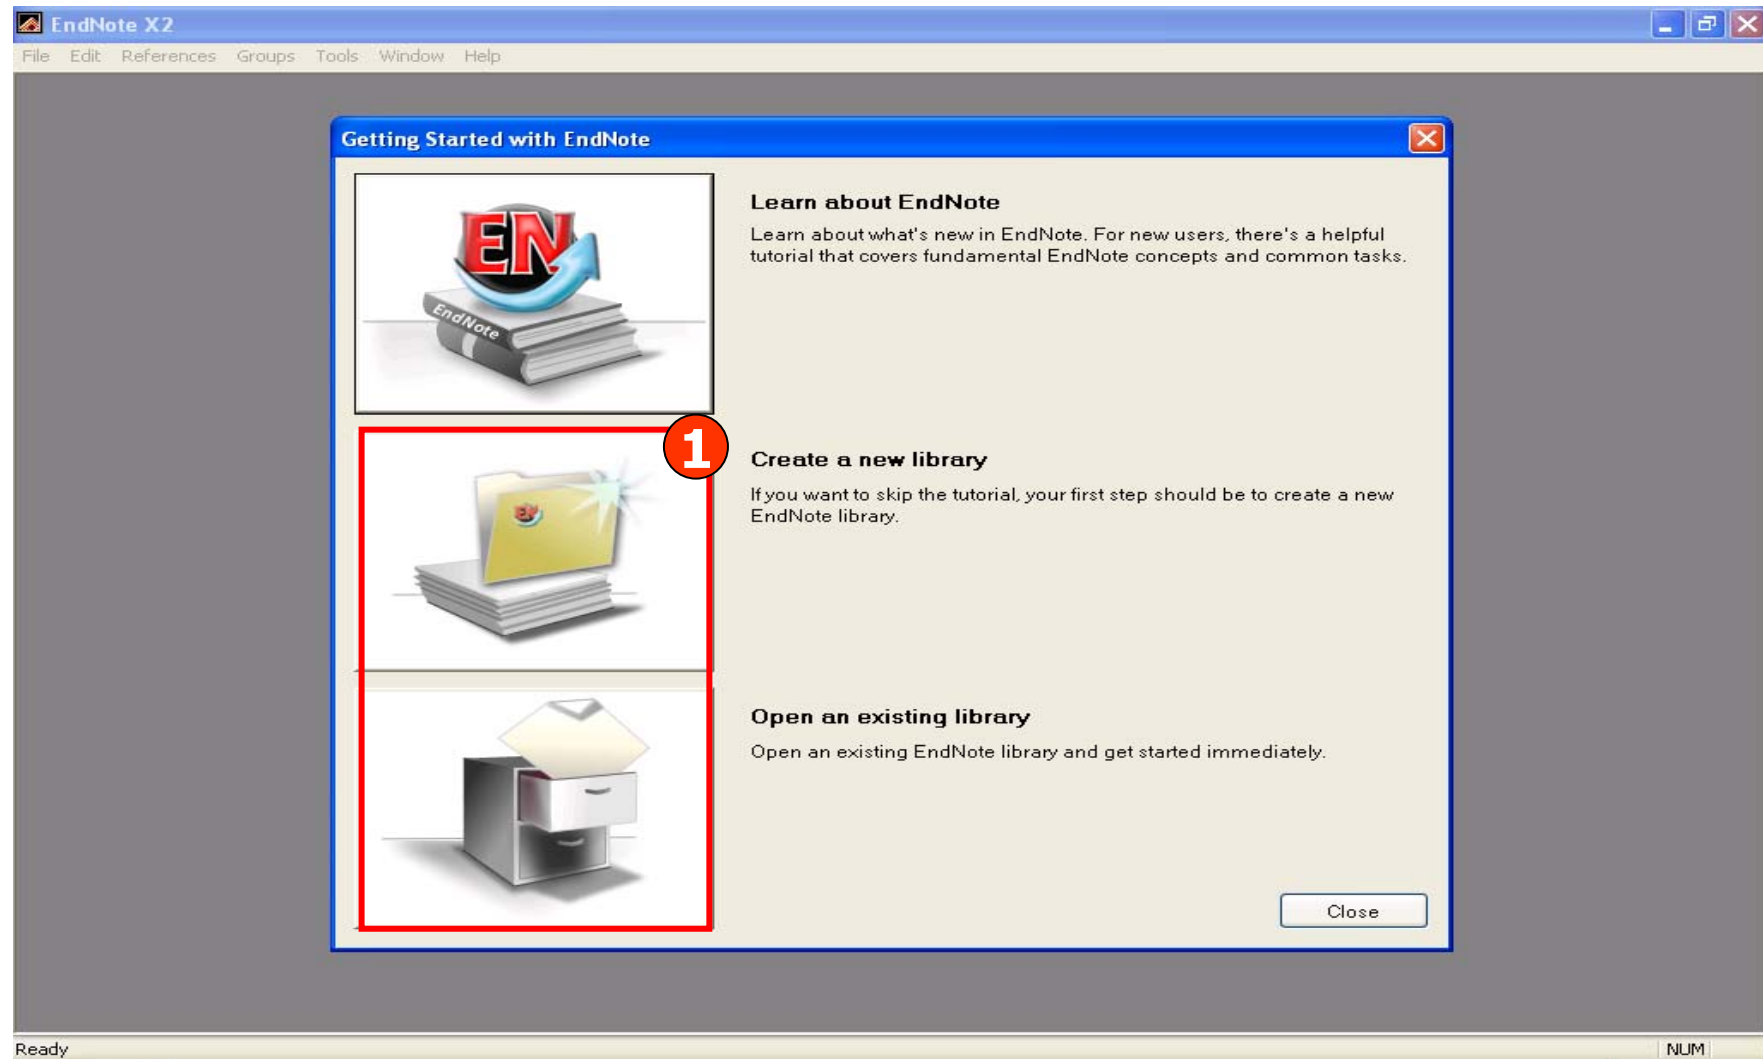 EndNote X2
File Edit References Groups Tools Window Help
Getting Started with EndNote
EN
EndNote
Learn about EndNote
Learn about what's new in EndNote. For new users, there's a helpful
tutorial that covers fundamental EndNote concepts and common tasks.
1
Create a new library
If you want to skip the tutorial, your first step should be to create a new
EndNote library.
EN
Open an existing library
Open an existing EndNote library and get started immediately.
Close
Ready NUM